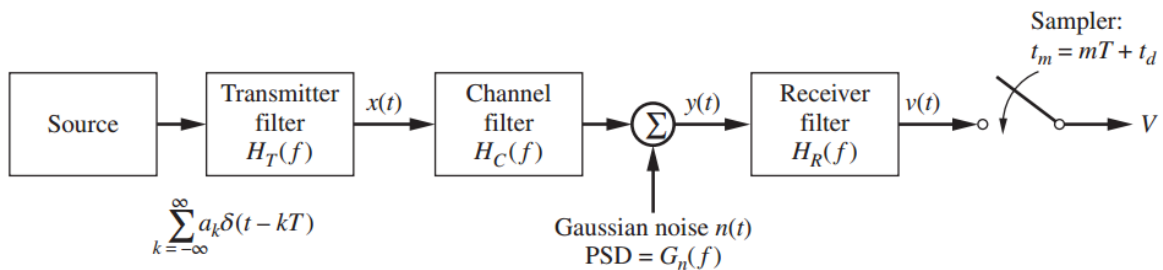 Sampler:
t_m = mT + t_d
Source
Transmitter
filter
H_T(f)
x(t)
Channel
filter
H_C(f)
Σ
y(t)
Receiver
filter
H_R(f)
v(t)
V
∞
∑ a_kδ(t – kT)
k = –∞
Gaussian noise n(t)
PSD = G_n(f)